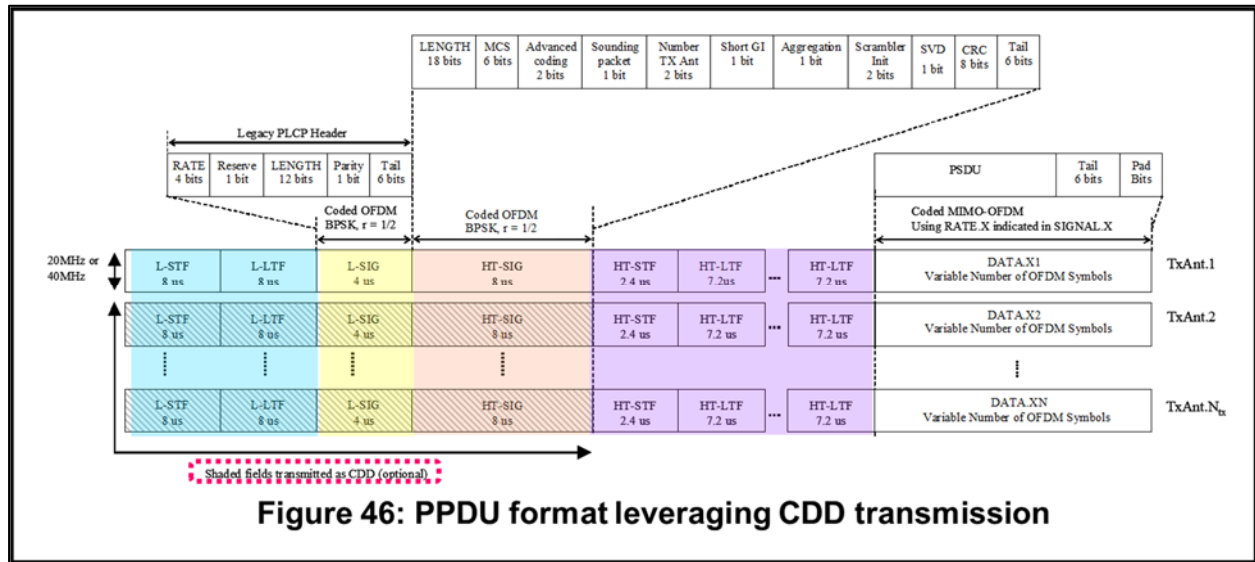 LENGTH 18 bits
MCS 6 bits
Advanced coding 2 bits
Sounding packet 1 bit
Number TX Ant 2 bits
Short GI 1 bit
Aggregation 1 bit
Scrambler Init 2 bits
SVD 1 bit
CRC 8 bits
Tail 6 bits
Legacy PLCP Header
RATE 4 bits
Reserve 1 bit
LENGTH 12 bits
Parity 1 bit
Tail 6 bits
PSDU
Tail 6 bits
Pad Bits
Coded OFDM
BPSK, r = 1/2
Coded OFDM
BPSK, r = 1/2
Coded MIMO-OFDM
Using RATE.X indicated in SIGNAL.X
20MHz or
40MHz
L-STF 8 us
L-LTF 8 us
L-SIG 4 us
HT-SIG 8 us
HT-STF 2.4 us
HT-LTF 7.2us
...
HT-LTF 7.2 us
DATA.X1
Variable Number of OFDM Symbols
TxAnt.1
L-STF 8 us
L-LTF 8 us
L-SIG 4 us
HT-SIG 8 us
HT-STF 2.4 us
HT-LTF 7.2 us
...
HT-LTF 7.2 us
DATA.X2
Variable Number of OFDM Symbols
TxAnt.2
L-STF 8 us
L-LTF 8 us
L-SIG 4 us
HT-SIG 8 us
HT-STF 2.4 us
HT-LTF 7.2 us
...
HT-LTF 7.2 us
DATA.XN
Variable Number of OFDM Symbols
TxAnt.Ntx
Shaded fields transmitted as CDD (optional)
Figure 46: PPDU format leveraging CDD transmission